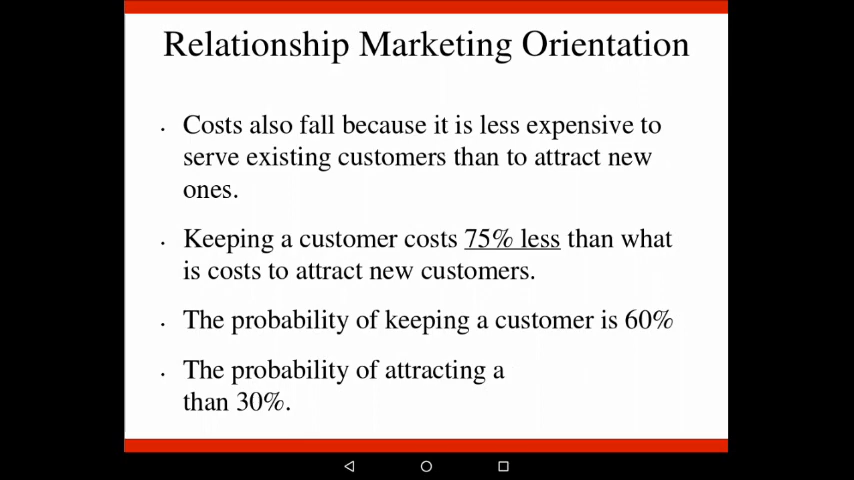 Relationship Marketing Orientation
• Costs also fall because it is less expensive to
serve existing customers than to attract new
ones.
• Keeping a customer costs 75% less than what
is costs to attract new customers.
• The probability of keeping a customer is 60%
• The probability of attracting a
than 30%.